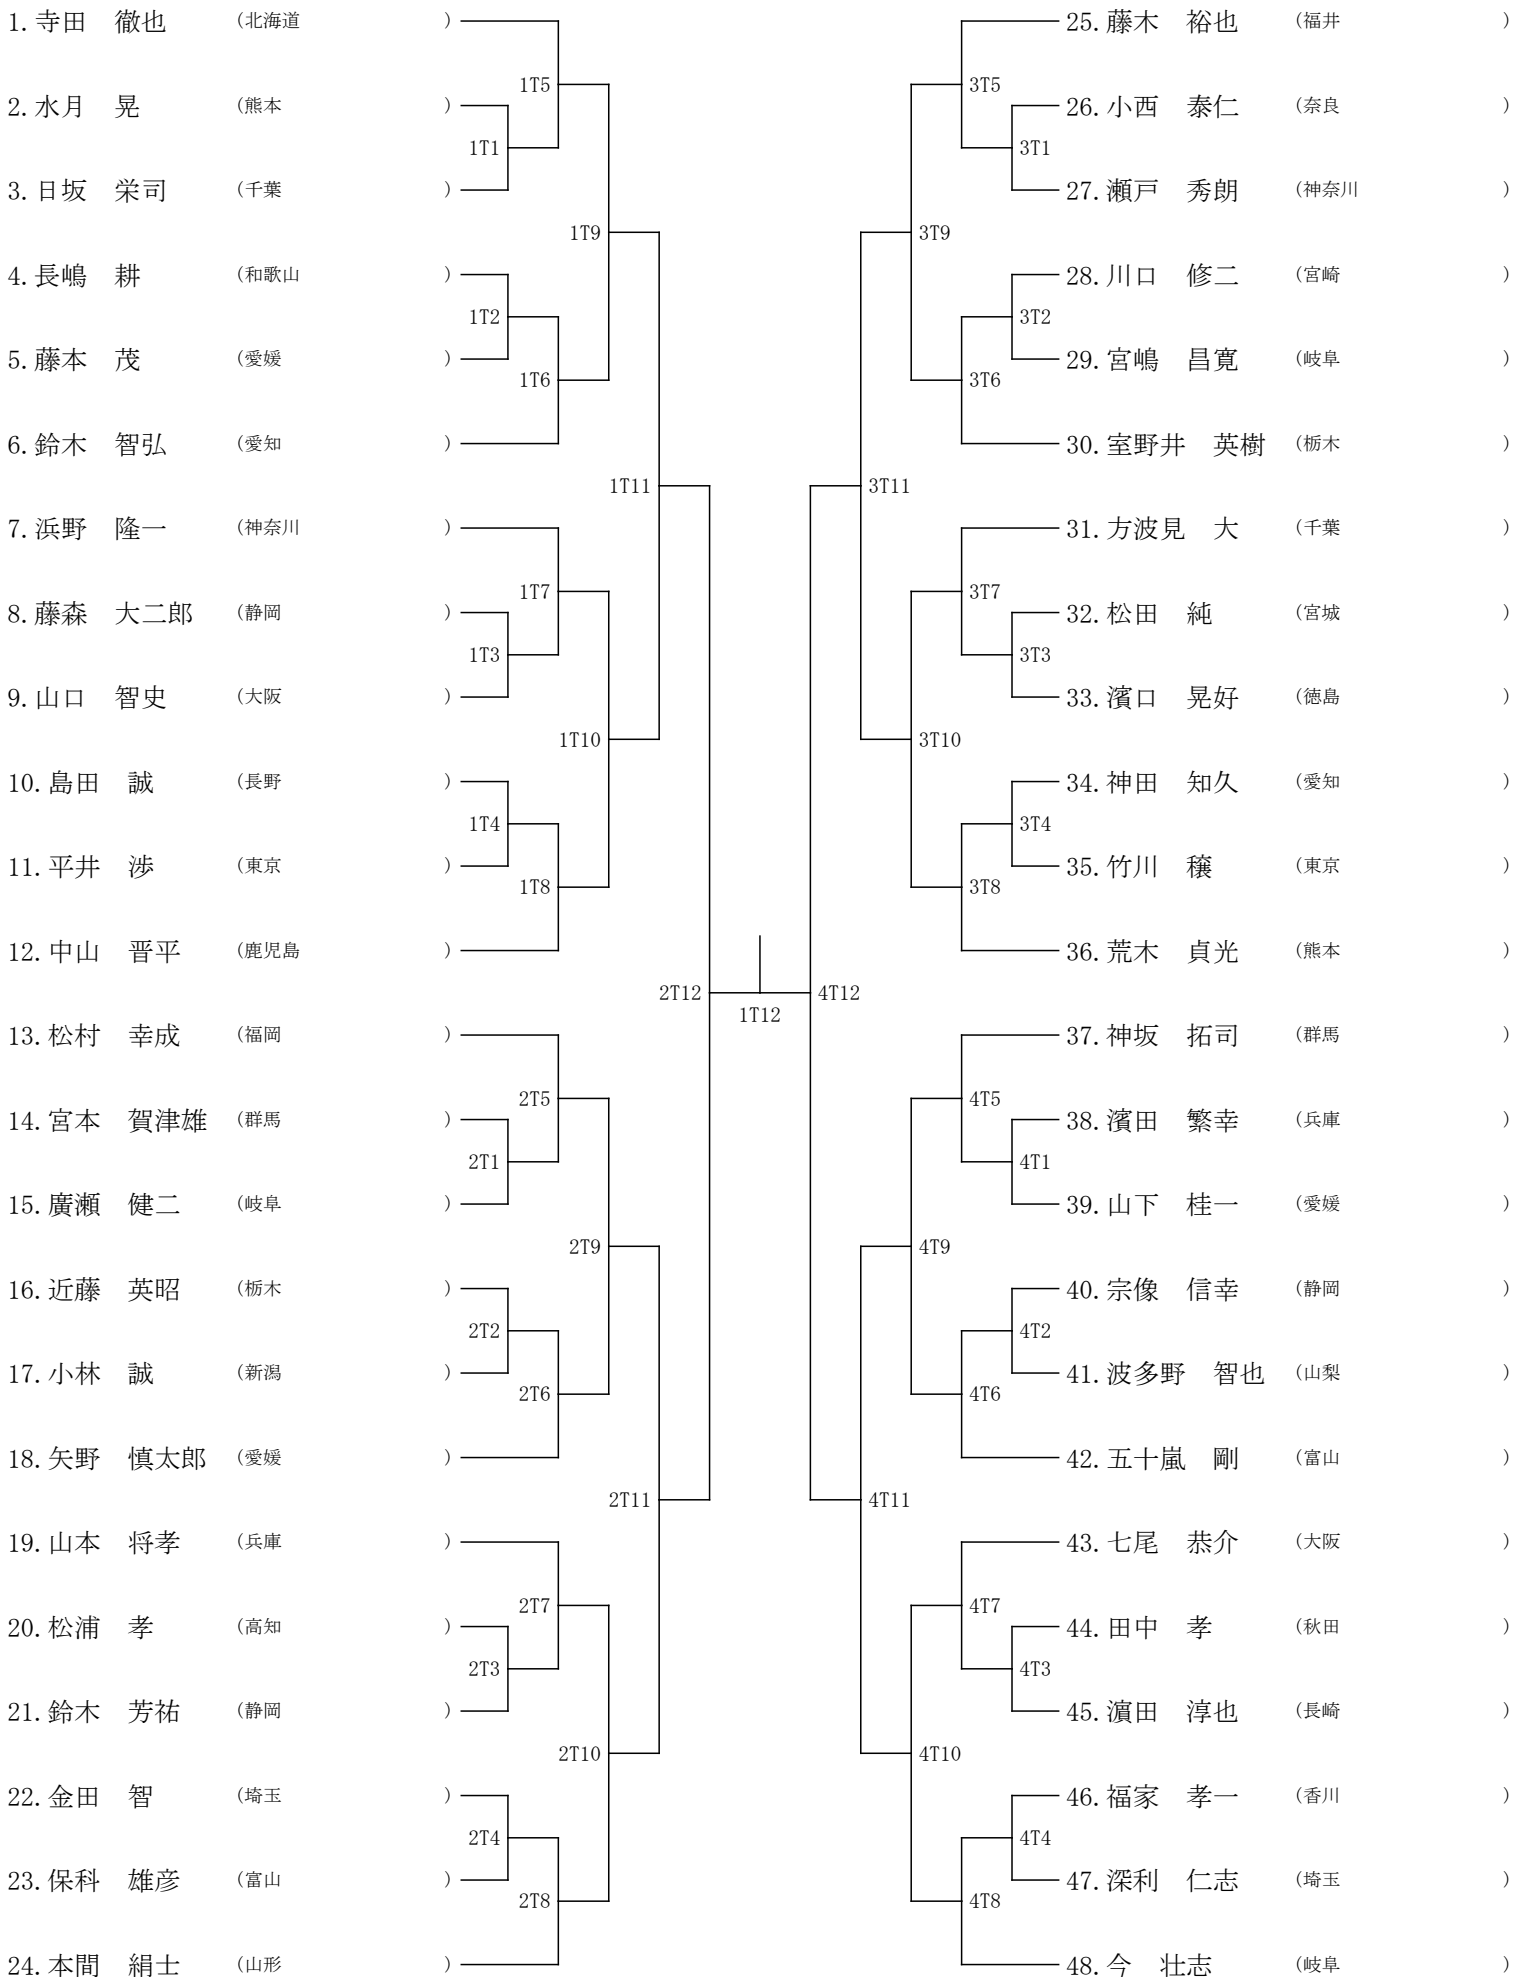 1. 寺田　徹也　（北海道　）
1T5
2. 水月　晃　（熊本　）
1T1
3. 日坂　栄司　（千葉　）
1T9
4. 長嶋　耕　（和歌山　）
1T2
5. 藤本　茂　（愛媛　）
1T6
6. 鈴木　智弘　（愛知　）
1T11
7. 浜野　隆一　（神奈川　）
1T7
8. 藤森　大二郎　（静岡　）
1T3
9. 山口　智史　（大阪　）
1T10
10. 島田　誠　（長野　）
1T4
11. 平井　渉　（東京　）
1T8
12. 中山　晋平　（鹿児島　）
2T12
13. 松村　幸成　（福岡　）
2T5
14. 宮本　賀津雄　（群馬　）
2T1
15. 廣瀬　健二　（岐阜　）
2T9
16. 近藤　英昭　（栃木　）
2T2
17. 小林　誠　（新潟　）
2T6
18. 矢野　慎太郎　（愛媛　）
2T11
19. 山本　将孝　（兵庫　）
2T7
20. 松浦　孝　（高知　）
2T3
21. 鈴木　芳祐　（静岡　）
2T10
22. 金田　智　（埼玉　）
2T4
23. 保科　雄彦　（富山　）
2T8
24. 本間　絹士　（山形　）
1T12
25. 藤木　裕也　（福井　）
3T5
26. 小西　泰仁　（奈良　）
3T1
27. 瀬戸　秀朗　（神奈川　）
3T9
28. 川口　修二　（宮崎　）
3T2
29. 宮嶋　昌寛　（岐阜　）
3T6
30. 室野井　英樹　（栃木　）
3T11
31. 方波見　大　（千葉　）
3T7
32. 松田　純　（宮城　）
3T3
33. 濱口　晃好　（徳島　）
3T10
34. 神田　知久　（愛知　）
3T4
35. 竹川　穣　（東京　）
3T8
36. 荒木　貞光　（熊本　）
4T12
37. 神坂　拓司　（群馬　）
4T5
38. 濱田　繁幸　（兵庫　）
4T1
39. 山下　桂一　（愛媛　）
4T9
40. 宗像　信幸　（静岡　）
4T2
41. 波多野　智也　（山梨　）
4T6
42. 五十嵐　剛　（富山　）
4T11
43. 七尾　恭介　（大阪　）
4T7
44. 田中　孝　（秋田　）
4T3
45. 濵田　淳也　（長崎　）
4T10
46. 福家　孝一　（香川　）
4T4
47. 深利　仁志　（埼玉　）
4T8
48. 今　壮志　（岐阜　）